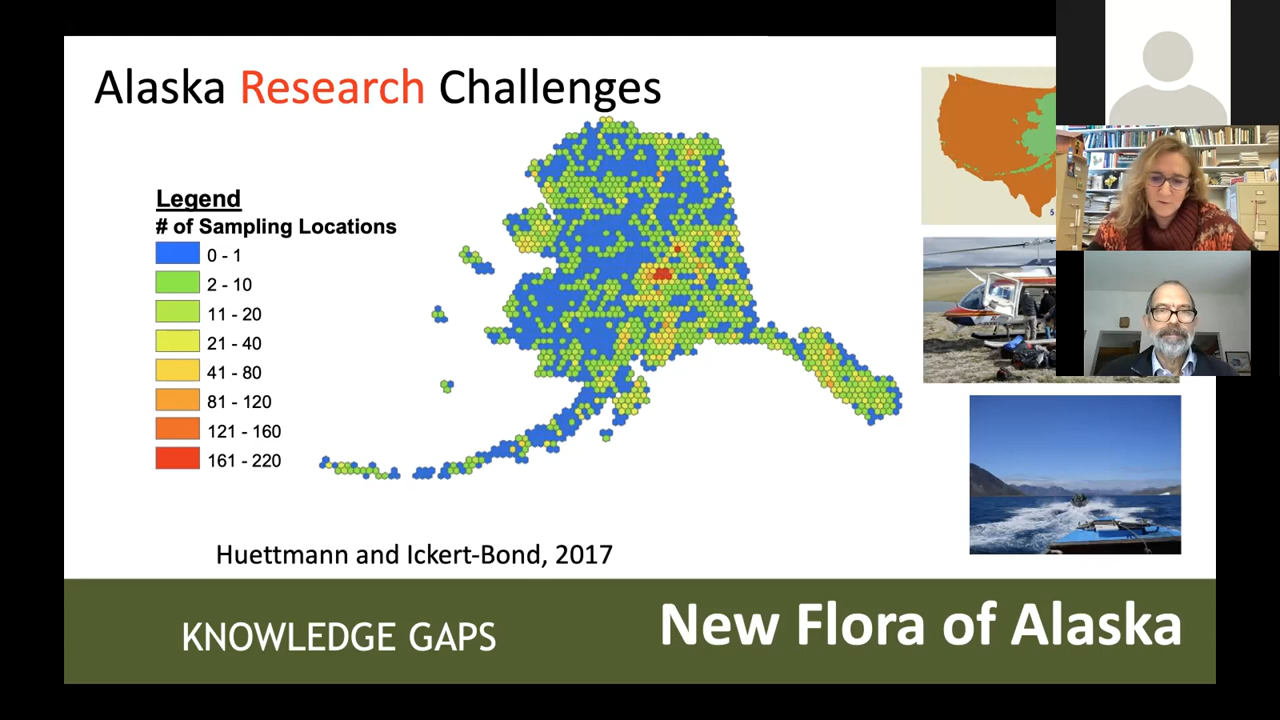 Alaska Research Challenges
Legend
# of Sampling Locations
0 - 1
2 - 10
11 - 20
21 - 40
41 - 80
81 - 120
121 - 160
161 - 220
Huettmann and Ickert-Bond, 2017
KNOWLEDGE GAPS
New Flora of Alaska